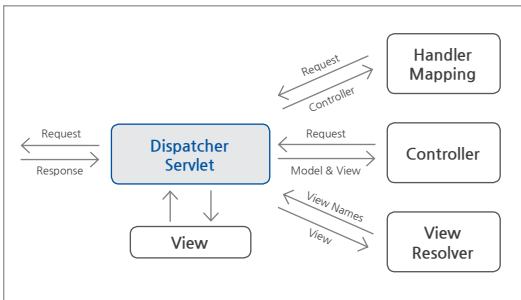 Handler
Mapping
Request
Controller
Request
Response
Dispatcher
Servlet
Request
Model & View
Controller
View Names
View
View
Resolver
View